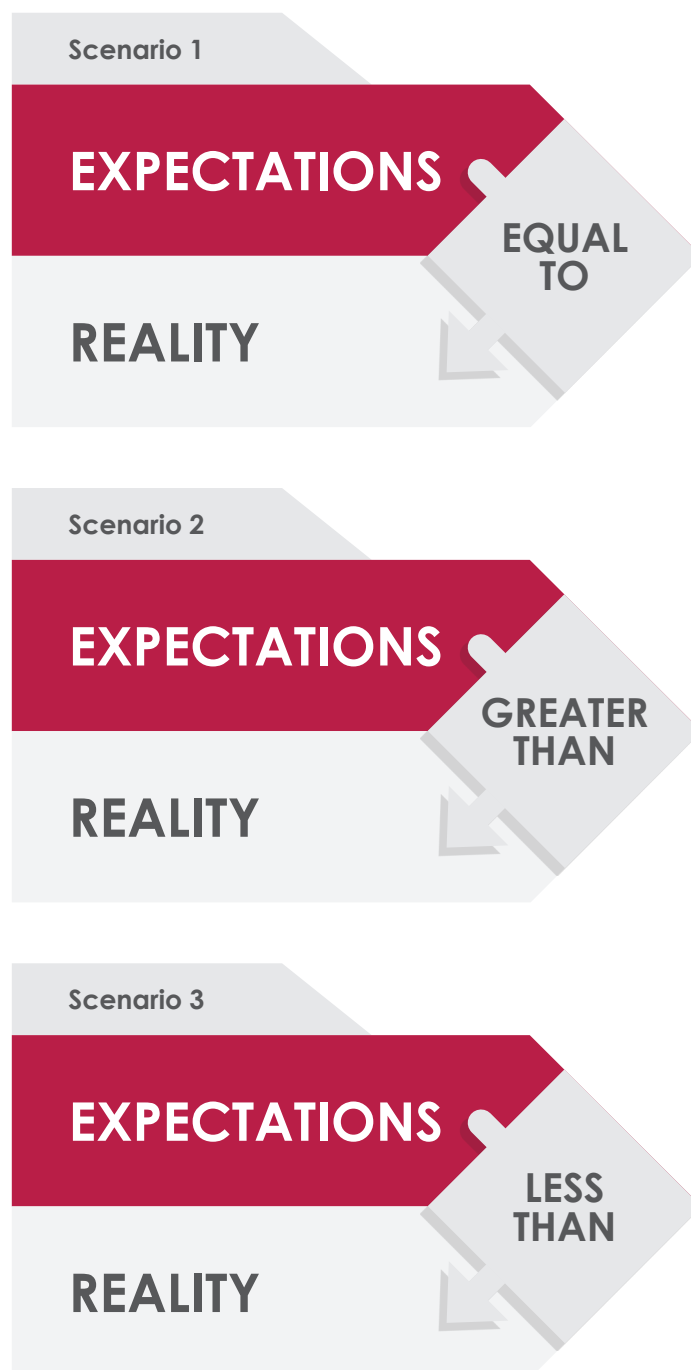 Scenario 1
EXPECTATIONS
EQUAL
TO
REALITY
Scenario 2
EXPECTATIONS
GREATER
THAN
REALITY
Scenario 3
EXPECTATIONS
LESS
THAN
REALITY